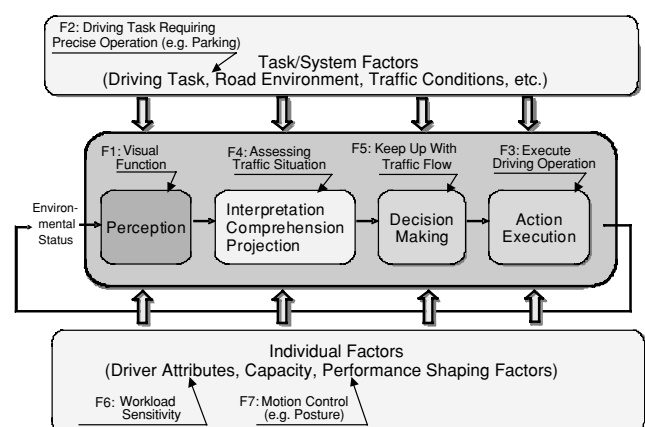 F2: Driving Task Requiring
Precise Operation (e.g. Parking)
Task/System Factors
(Driving Task, Road Environment, Traffic Conditions, etc.)
F1: Visual
Function
F4: Assessing
Traffic Situation
F5: Keep Up With
Traffic Flow
F3: Execute
Driving Operation
Environ-
mental
Status
Perception
Interpretation
Comprehension
Projection
Decision
Making
Action
Execution
Individual Factors
(Driver Attributes, Capacity, Performance Shaping Factors)
F6: Workload
Sensitivity
F7: Motion Control
(e.g. Posture)